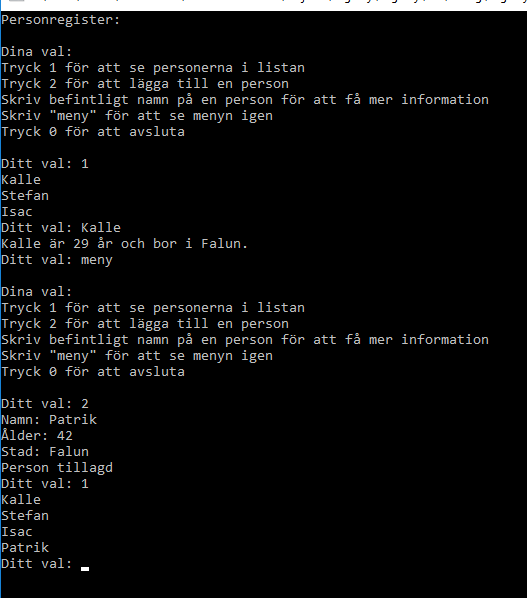 Personregister:
Dina val:
Tryck 1 för att se personerna i listan
Tryck 2 för att lägga till en person
Skriv befintligt namn på en person för att få mer information
Skriv "meny" för att se menyn igen
Tryck 0 för att avsluta
Ditt val: 1
Kalle
Stefan
Isac
Ditt val: Kalle
Kalle är 29 år och bor i Falun.
Ditt val: meny
Dina val:
Tryck 1 för att se personerna i listan
Tryck 2 för att lägga till en person
Skriv befintligt namn på en person för att få mer information
Skriv "meny" för att se menyn igen
Tryck 0 för att avsluta
Ditt val: 2
Namn: Patrik
Ålder: 42
Stad: Falun
Person tillagd
Ditt val: 1
Kalle
Stefan
Isac
Patrik
Ditt val: